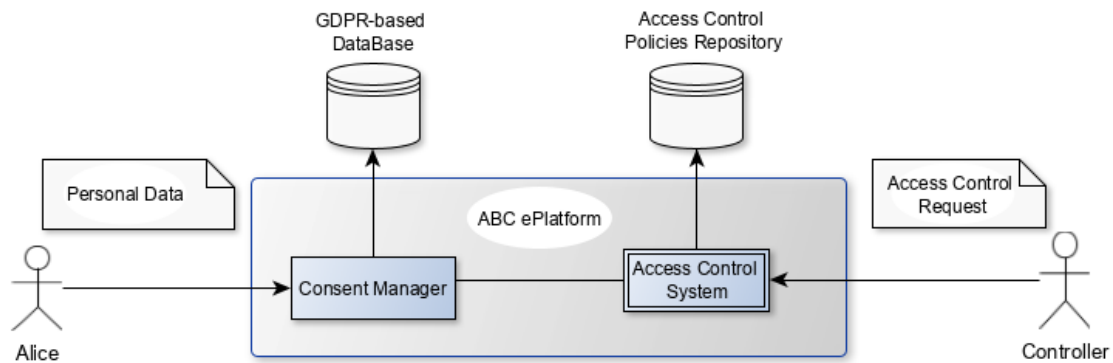 GDPR-based
DataBase
Access Control
Policies Repository
Personal Data
Access Control
Request
ABC ePlatform
Consent Manager
Access Control
System
Alice
Controller